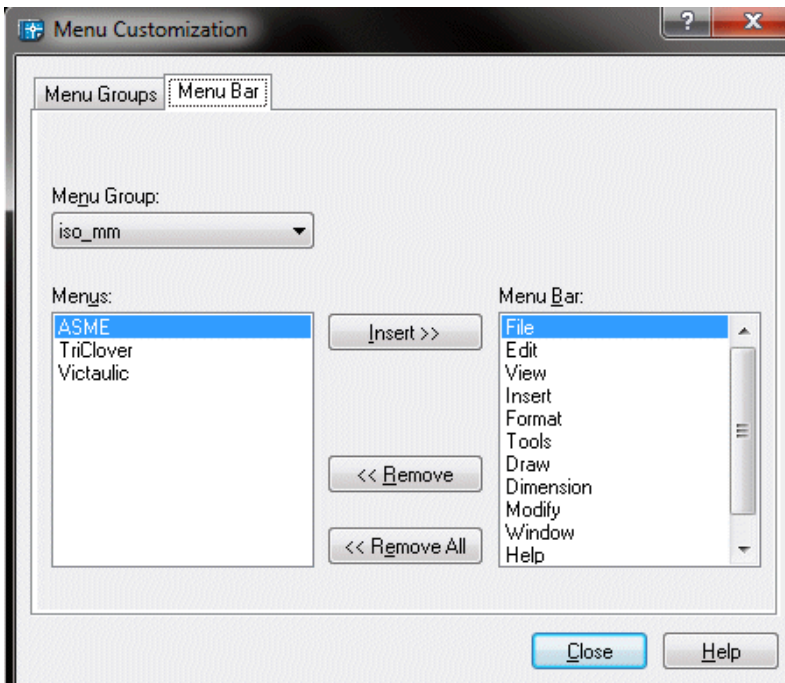 Menu Customization
?
Menu Groups
Menu Bar
Menu Group:
iso_mm
Menus:
ASME
TriClover
Victaulic
Insert >>
<< Remove
<< Remove All
Menu Bar:
File
Edit
View
Insert
Format
Tools
Draw
Dimension
Modify
Window
Help
Close
Help